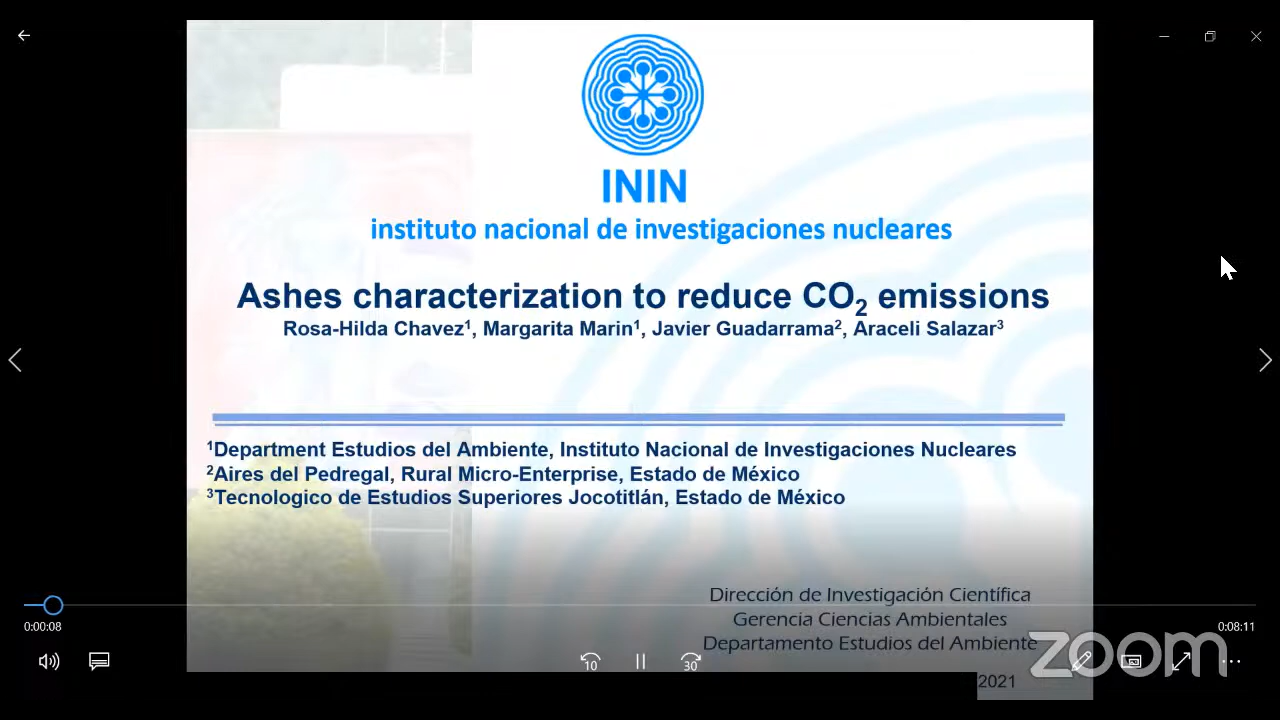 ININ
instituto nacional de investigaciones nucleares
Ashes characterization to reduce CO₂ emissions
Rosa-Hilda Chavez¹, Margarita Marin¹, Javier Guadarrama², Araceli Salazar³
¹Department Estudios del Ambiente, Instituto Nacional de Investigaciones Nucleares
²Aires del Pedregal, Rural Micro-Enterprise, Estado de México
³Tecnologico de Estudios Superiores Jocotitlán, Estado de México
Dirección de Investigación Científica
Gerencia Ciencias Ambientales
Departamento Estudios del Ambiente
0:00:08
0:08:11
10
30
zoom
2021